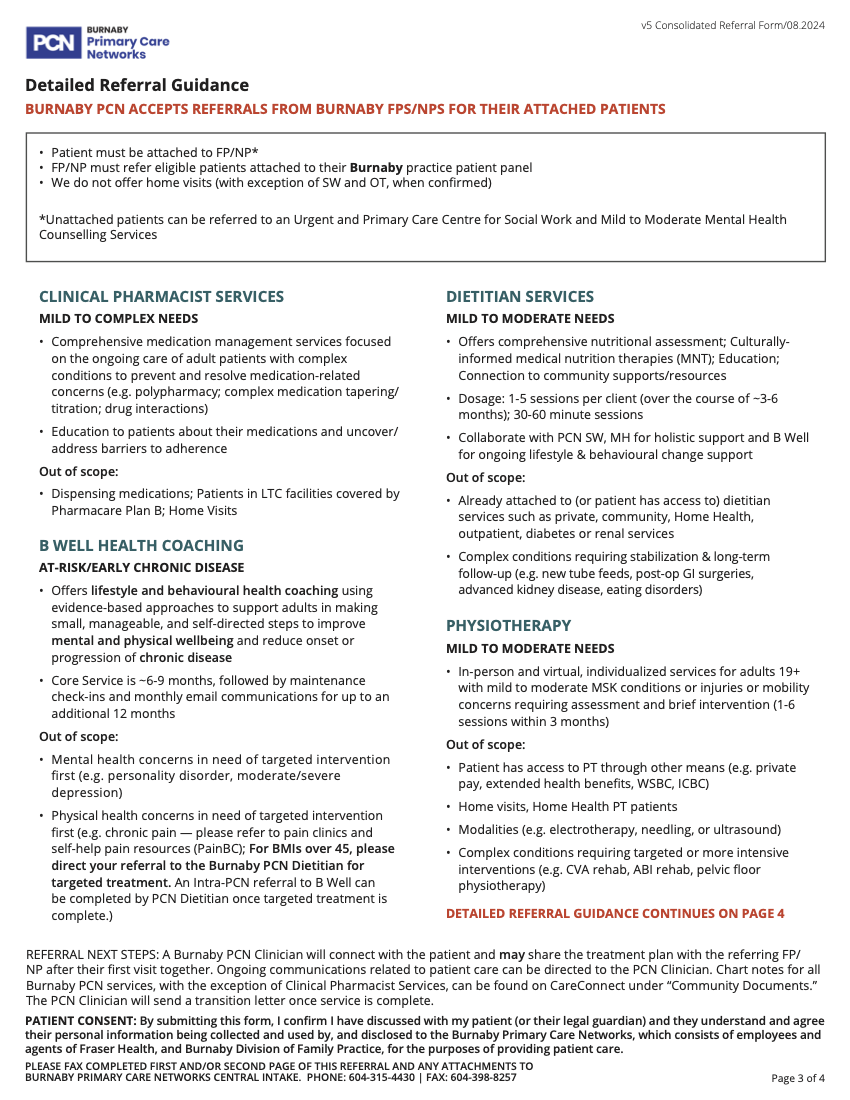 v5 Consolidated Referral Form/08.2024
PCN
BURNABY
Primary Care
Networks
Detailed Referral Guidance
BURNABY PCN ACCEPTS REFERRALS FROM BURNABY FPS/NPS FOR THEIR ATTACHED PATIENTS
• Patient must be attached to FP/NP*
• FP/NP must refer eligible patients attached to their Burnaby practice patient panel
• We do not offer home visits (with exception of SW and OT, when confirmed)
*Unattached patients can be referred to an Urgent and Primary Care Centre for Social Work and Mild to Moderate Mental Health
Counselling Services
CLINICAL PHARMACIST SERVICES
MILD TO COMPLEX NEEDS
• Comprehensive medication management services focused
on the ongoing care of adult patients with complex
conditions to prevent and resolve medication-related
concerns (e.g. polypharmacy; complex medication tapering/
titration; drug interactions)
• Education to patients about their medications and uncover/
address barriers to adherence
Out of scope:
• Dispensing medications; Patients in LTC facilities covered by
Pharmacare Plan B; Home Visits
B WELL HEALTH COACHING
AT-RISK/EARLY CHRONIC DISEASE
• Offers lifestyle and behavioural health coaching using
evidence-based approaches to support adults in making
small, manageable, and self-directed steps to improve
mental and physical wellbeing and reduce onset or
progression of chronic disease
• Core Service is ~6-9 months, followed by maintenance
check-ins and monthly email communications for up to an
additional 12 months
Out of scope:
• Mental health concerns in need of targeted intervention
first (e.g. personality disorder, moderate/severe
depression)
• Physical health concerns in need of targeted intervention
first (e.g. chronic pain — please refer to pain clinics and
self-help pain resources (PainBC); For BMIs over 45, please
direct your referral to the Burnaby PCN Dietitian for
targeted treatment. An Intra-PCN referral to B Well can
be completed by PCN Dietitian once targeted treatment is
complete.)
DIETITIAN SERVICES
MILD TO MODERATE NEEDS
• Offers comprehensive nutritional assessment; Culturally-
informed medical nutrition therapies (MNT); Education;
Connection to community supports/resources
• Dosage: 1-5 sessions per client (over the course of ~3-6
months); 30-60 minute sessions
• Collaborate with PCN SW, MH for holistic support and B Well
for ongoing lifestyle & behavioural change support
Out of scope:
• Already attached to (or patient has access to) dietitian
services such as private, community, Home Health,
outpatient, diabetes or renal services
• Complex conditions requiring stabilization & long-term
follow-up (e.g. new tube feeds, post-op GI surgeries,
advanced kidney disease, eating disorders)
PHYSIOTHERAPY
MILD TO MODERATE NEEDS
• In-person and virtual, individualized services for adults 19+
with mild to moderate MSK conditions or injuries or mobility
concerns requiring assessment and brief intervention (1-6
sessions within 3 months)
Out of scope:
• Patient has access to PT through other means (e.g. private
pay, extended health benefits, WSBC, ICBC)
• Home visits, Home Health PT patients
• Modalities (e.g. electrotherapy, needling, or ultrasound)
• Complex conditions requiring targeted or more intensive
interventions (e.g. CVA rehab, ABI rehab, pelvic floor
physiotherapy)
DETAILED REFERRAL GUIDANCE CONTINUES ON PAGE 4
REFERRAL NEXT STEPS: A Burnaby PCN Clinician will connect with the patient and may share the treatment plan with the referring FP/
NP after their first visit together. Ongoing communications related to patient care can be directed to the PCN Clinician. Chart notes for all
Burnaby PCN services, with the exception of Clinical Pharmacist Services, can be found on CareConnect under “Community Documents.”
The PCN Clinician will send a transition letter once service is complete.
PATIENT CONSENT: By submitting this form, I confirm I have discussed with my patient (or their legal guardian) and they understand and agree
their personal information being collected and used by, and disclosed to the Burnaby Primary Care Networks, which consists of employees and
agents of Fraser Health, and Burnaby Division of Family Practice, for the purposes of providing patient care.
PLEASE FAX COMPLETED FIRST AND/OR SECOND PAGE OF THIS REFERRAL AND ANY ATTACHMENTS TO
BURNABY PRIMARY CARE NETWORKS CENTRAL INTAKE. PHONE: 604-315-4430 | FAX: 604-398-8257
Page 3 of 4